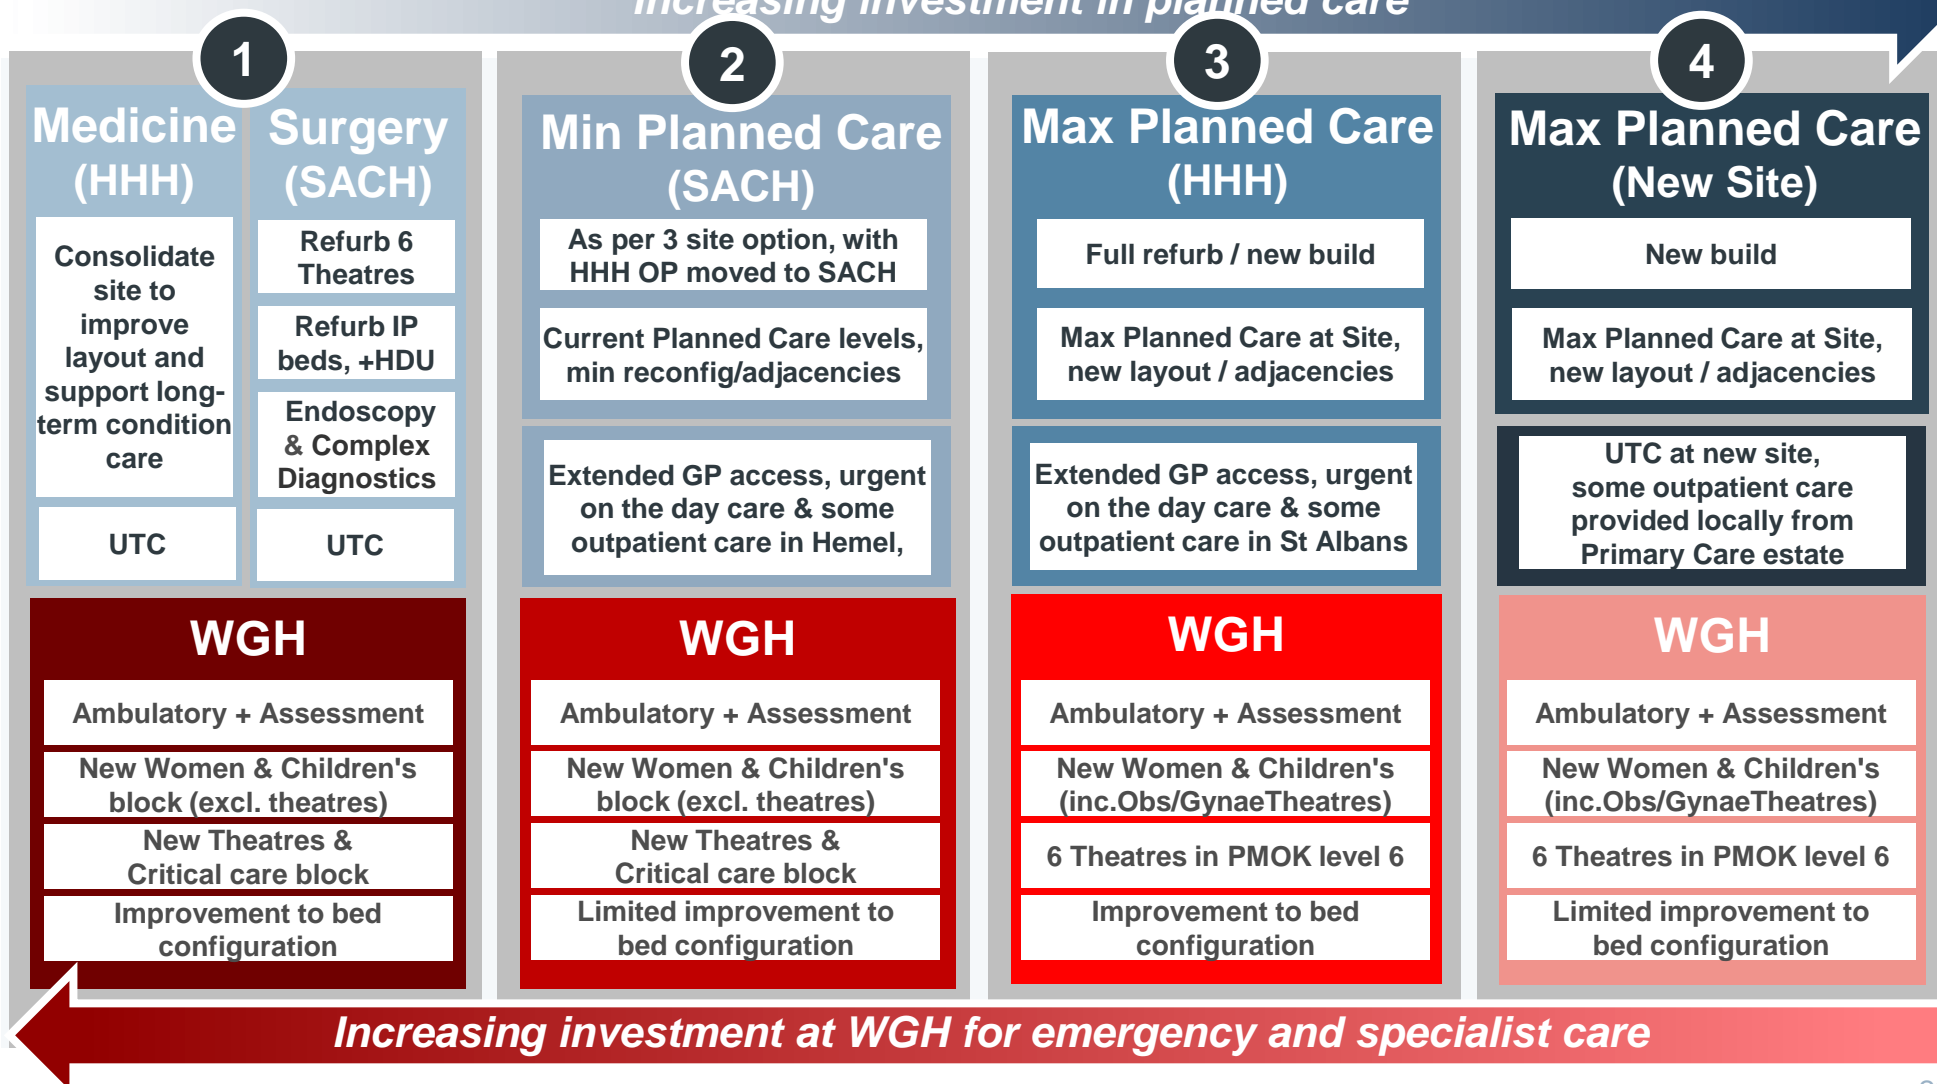 Increasing investment in planned care
1
Medicine
(HHH)
Consolidate
site to
improve
layout and
support long-
term condition
care
UTC
Surgery
(SACH)
Refurb 6
Theatres
Refurb IP
beds, +HDU
Endoscopy
& Complex
Diagnostics
UTC
WGH
Ambulatory + Assessment
New Women & Children's
block (excl. theatres)
New Theatres &
Critical care block
Improvement to bed
configuration
2
Min Planned Care
(SACH)
As per 3 site option, with
HHH OP moved to SACH
Current Planned Care levels,
min reconfig/adjacencies
Extended GP access, urgent
on the day care & some
outpatient care in Hemel,
WGH
Ambulatory + Assessment
New Women & Children's
block (excl. theatres)
New Theatres &
Critical care block
Limited improvement to
bed configuration
3
Max Planned Care
(HHH)
Full refurb / new build
Max Planned Care at Site,
new layout / adjacencies
Extended GP access, urgent
on the day care & some
outpatient care in St Albans
WGH
Ambulatory + Assessment
New Women & Children's
(inc.Obs/GynaeTheatres)
6 Theatres in PMOK level 6
Improvement to bed
configuration
4
Max Planned Care
(New Site)
New build
Max Planned Care at Site,
new layout / adjacencies
UTC at new site,
some outpatient care
provided locally from
Primary Care estate
WGH
Ambulatory + Assessment
New Women & Children's
(inc.Obs/GynaeTheatres)
6 Theatres in PMOK level 6
Limited improvement to
bed configuration
Increasing investment at WGH for emergency and specialist care